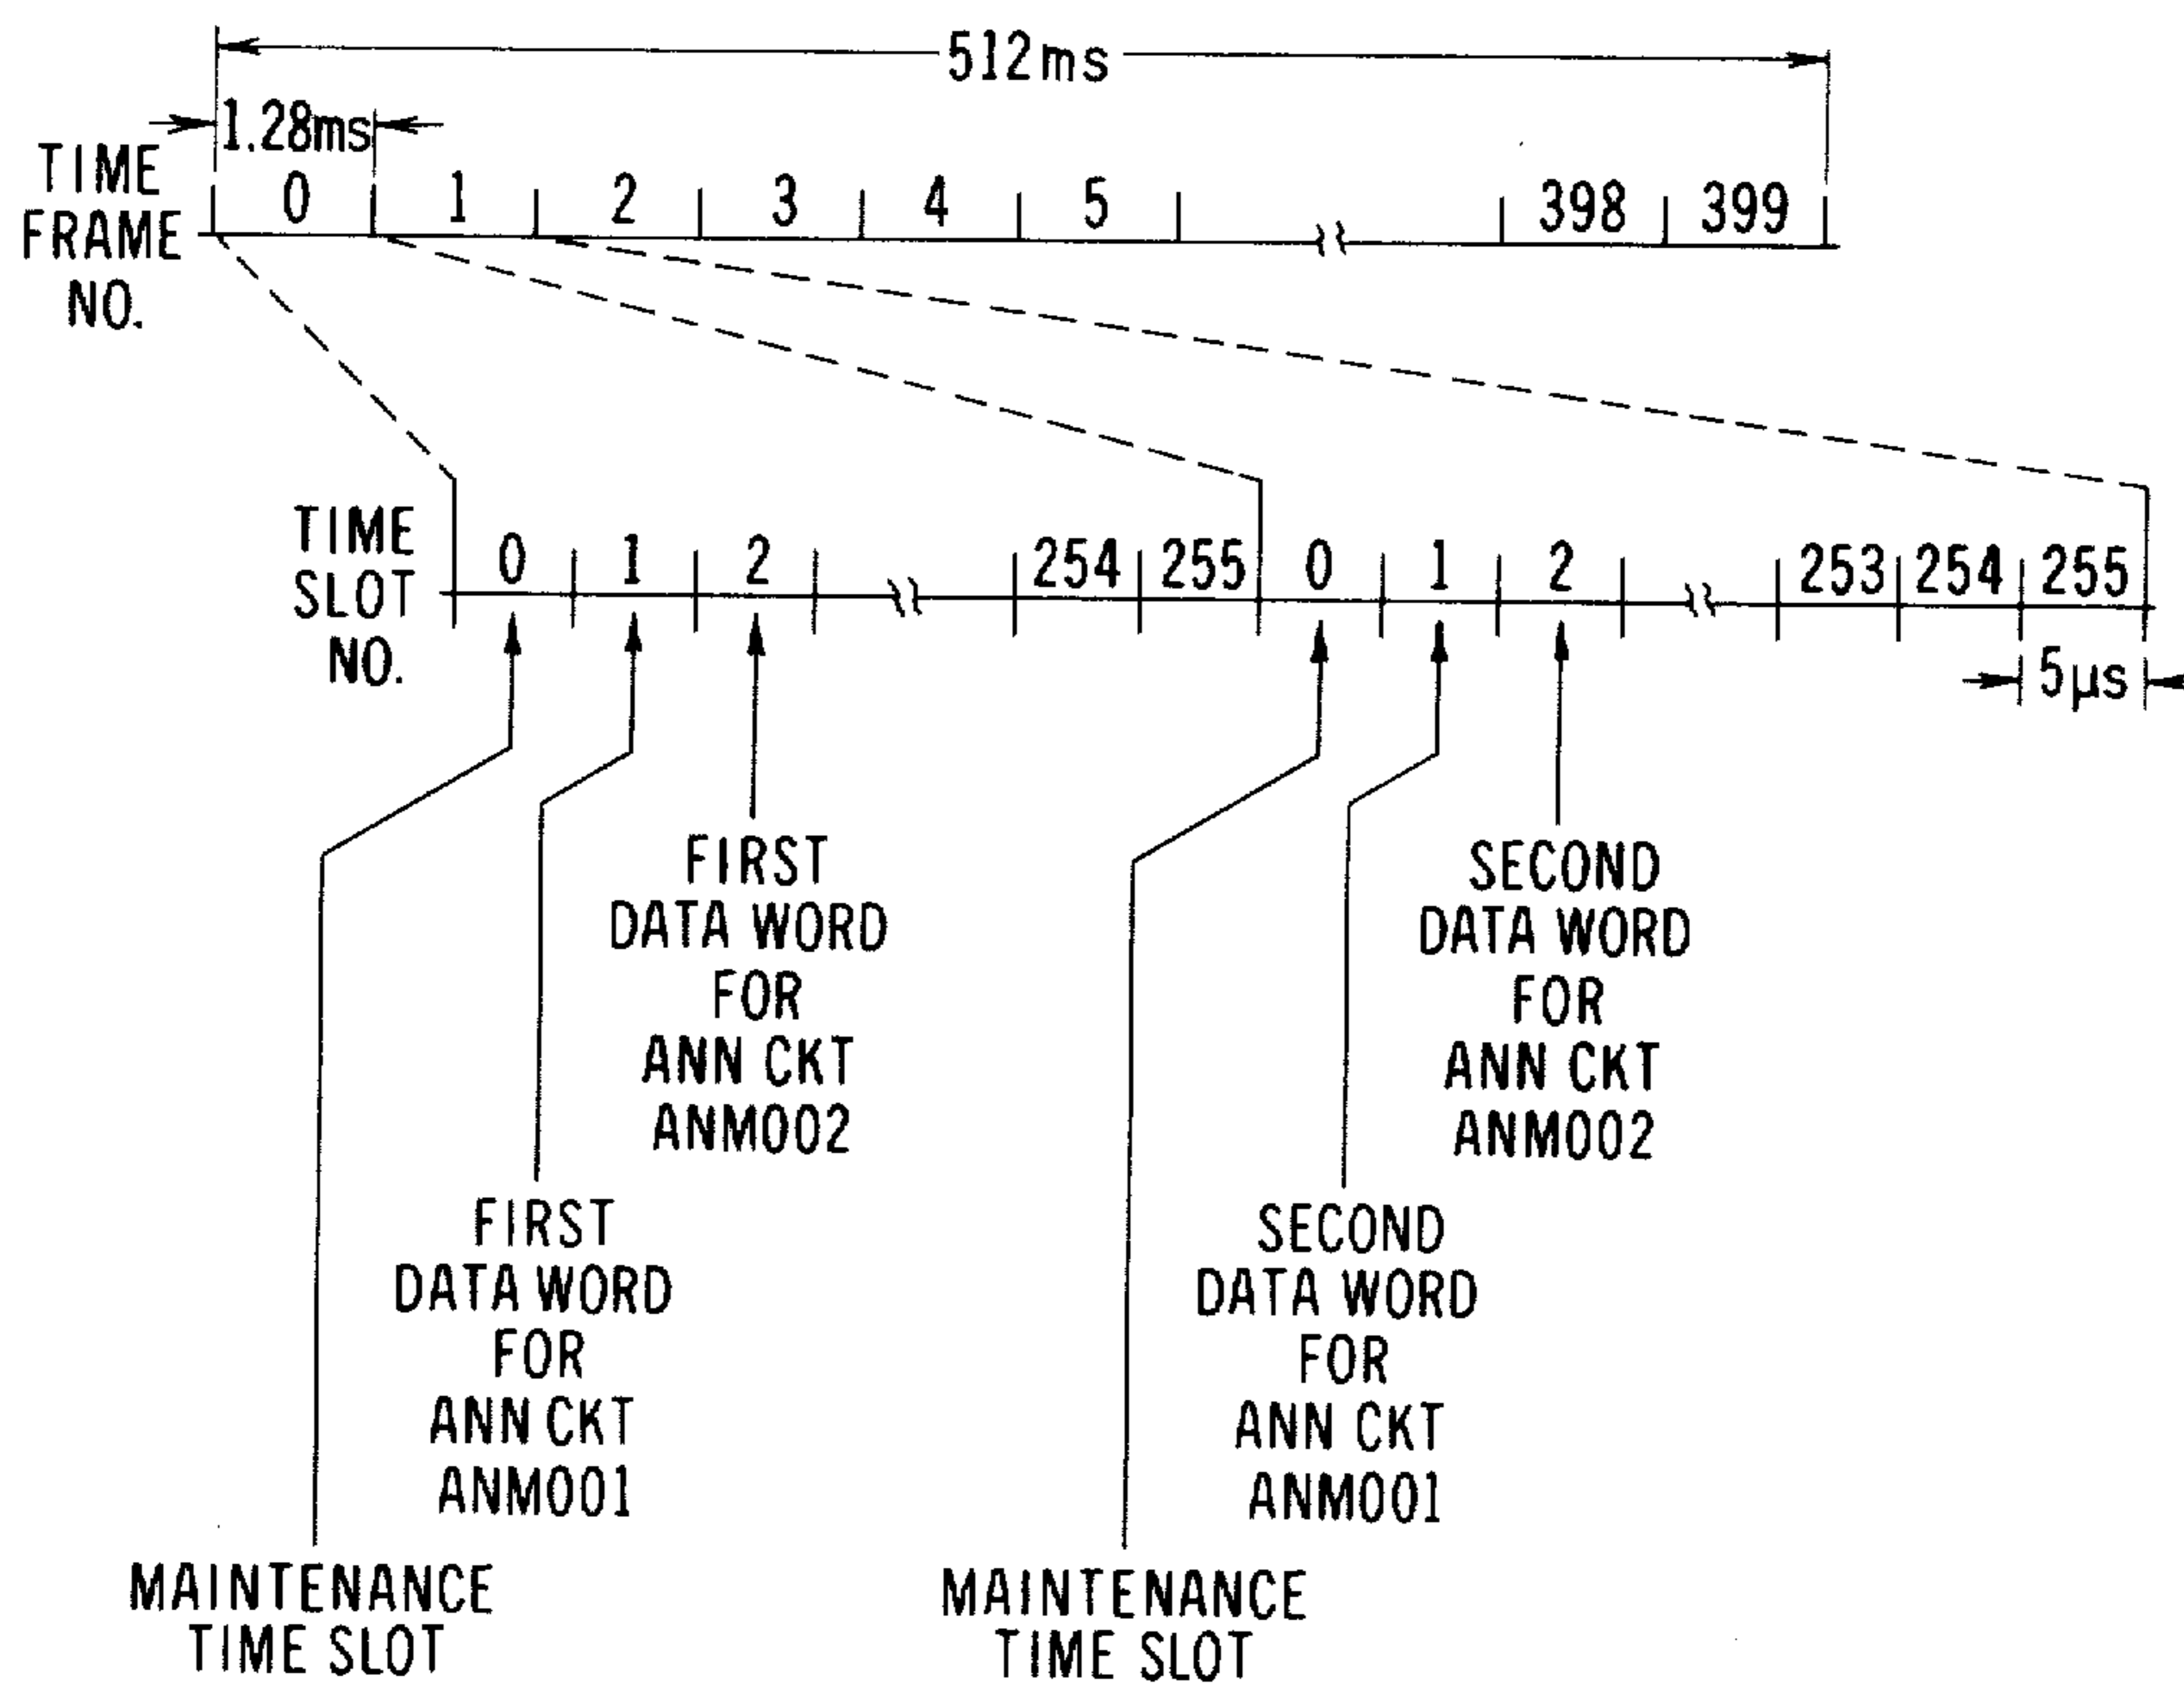 512ms
1.28ms
TIME
FRAME
NO.
0 1 2 3 4 5 398 399
TIME
SLOT
NO.
0 1 2 254 255 0 1 2 253 254 255
5μs
FIRST
DATA WORD
FOR
ANN CKT
ANM002
SECOND
DATA WORD
FOR
ANN CKT
ANM002
FIRST
DATA WORD
FOR
ANN CKT
ANM001
SECOND
DATA WORD
FOR
ANN CKT
ANM001
MAINTENANCE
TIME SLOT
MAINTENANCE
TIME SLOT